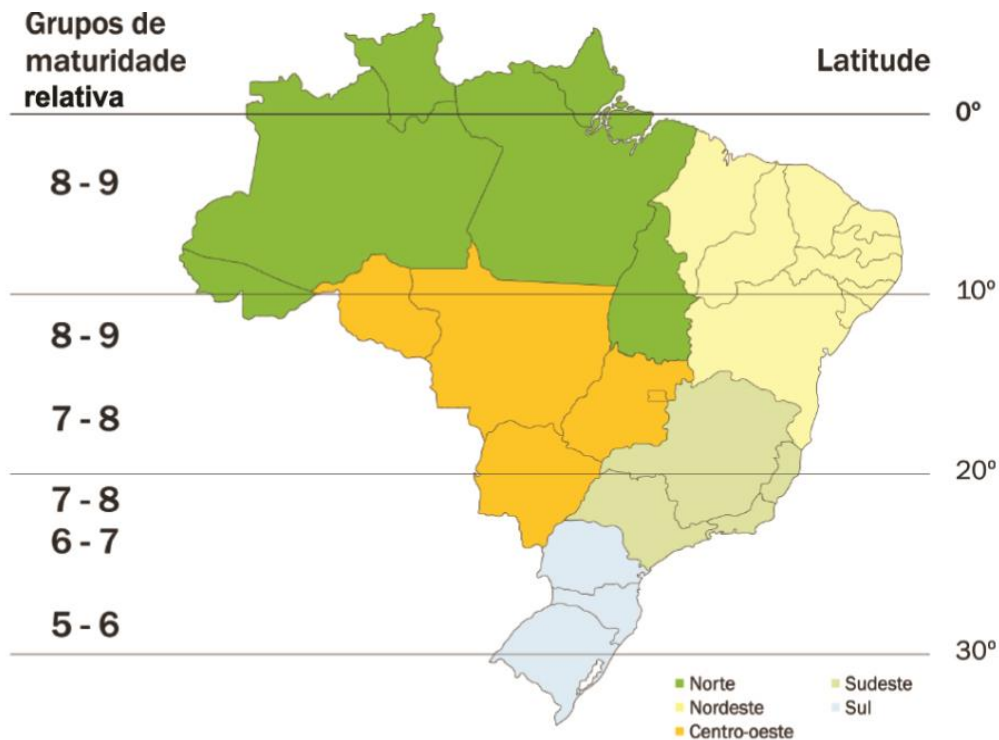 Grupos de
maturidade
relativa
Latitude
0º
8 - 9
10º
8 - 9
7 - 8
20º
7 - 8
6 - 7
5 - 6
30º
Norte
Nordeste
Centro-oeste
Sudeste
Sul